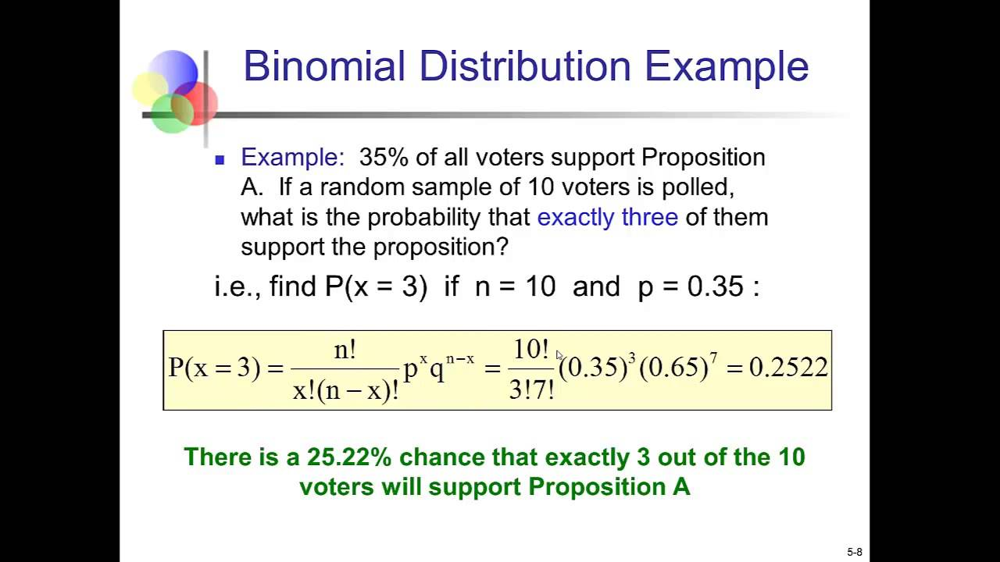 Binomial Distribution Example
Example: 35% of all voters support Proposition
A. If a random sample of 10 voters is polled,
what is the probability that exactly three of them
support the proposition?
i.e., find P(x = 3) if n = 10 and p = 0.35 :
P(x = 3) = n! / x!(n − x)! p^x q^(n−x) = 10! / 3!7! (0.35)^3 (0.65)^7 = 0.2522
There is a 25.22% chance that exactly 3 out of the 10
voters will support Proposition A
5-8